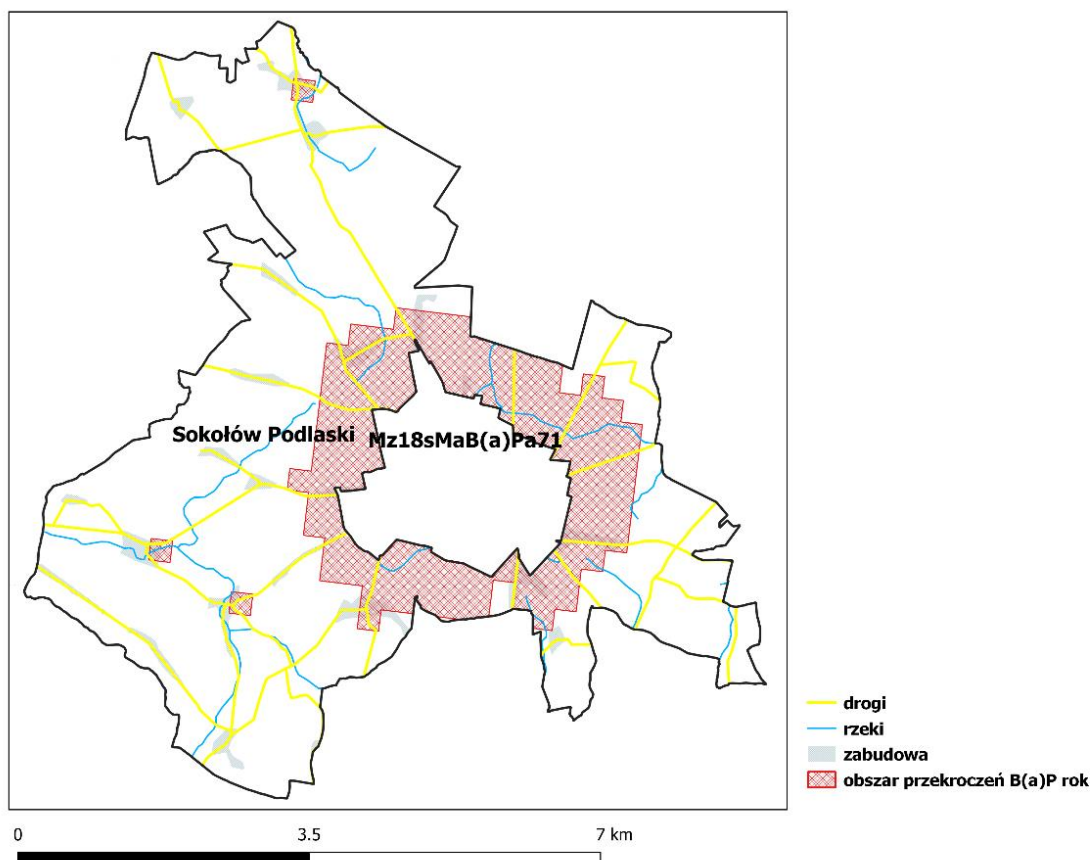 Sokołów Podlaski
Mz18sMaB(a)Pa71
drogi
rzeki
zabudowa
obszar przekroczeń B(a)P rok
0 3.5 7 km